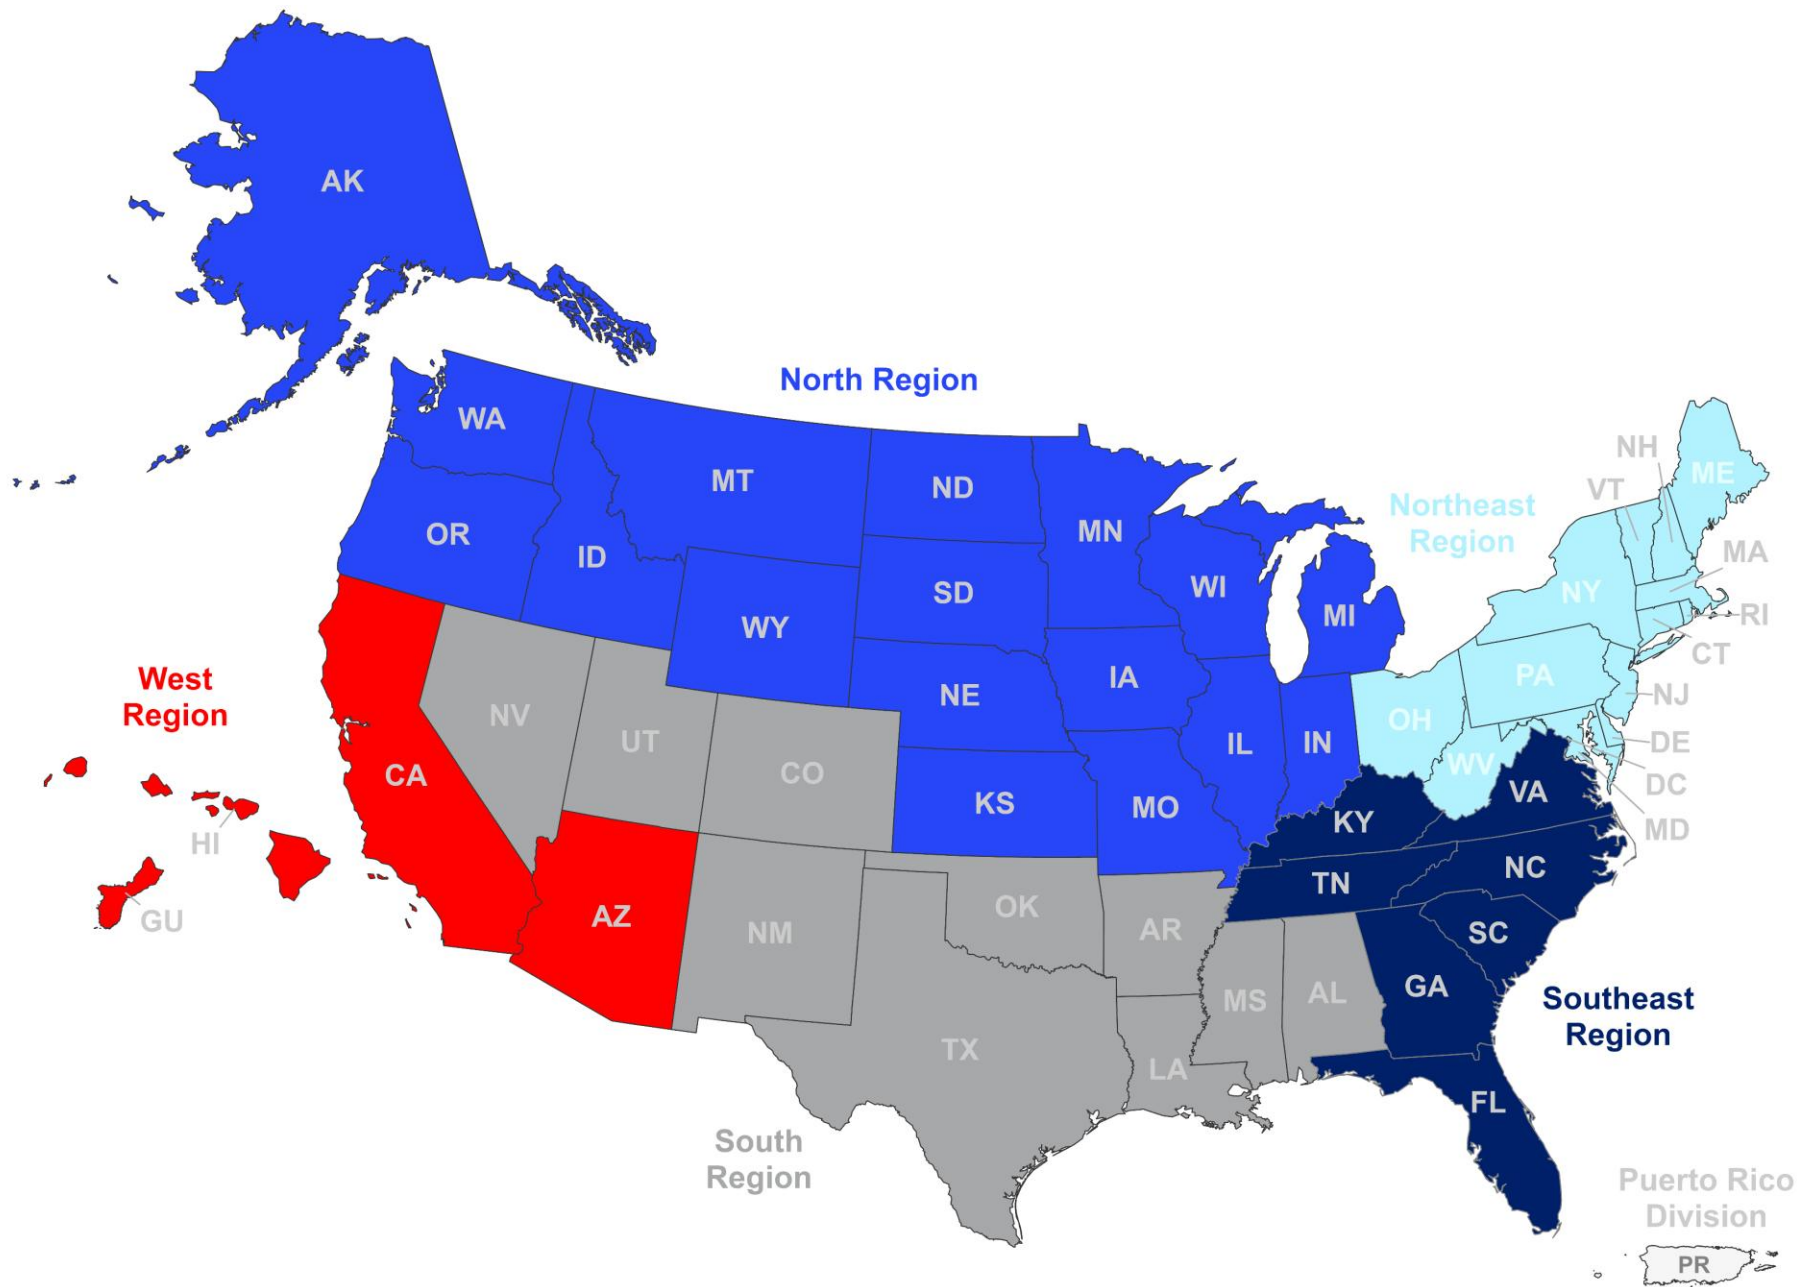 AK
North Region
WA
MT
ND
MN
OR
ID
SD
WI
MI
WY
NE
IA
IL
IN
KS
MO
Northeast
Region
NH
VT
ME
MA
NY
RI
CT
PA
NJ
OH
WV
DE
DC
MD
West
Region
CA
HI
GU
AZ
NV
UT
CO
NM
OK
AR
TX
LA
MS
AL
South
Region
VA
KY
NC
TN
SC
GA
FL
Southeast
Region
Puerto Rico
Division
PR